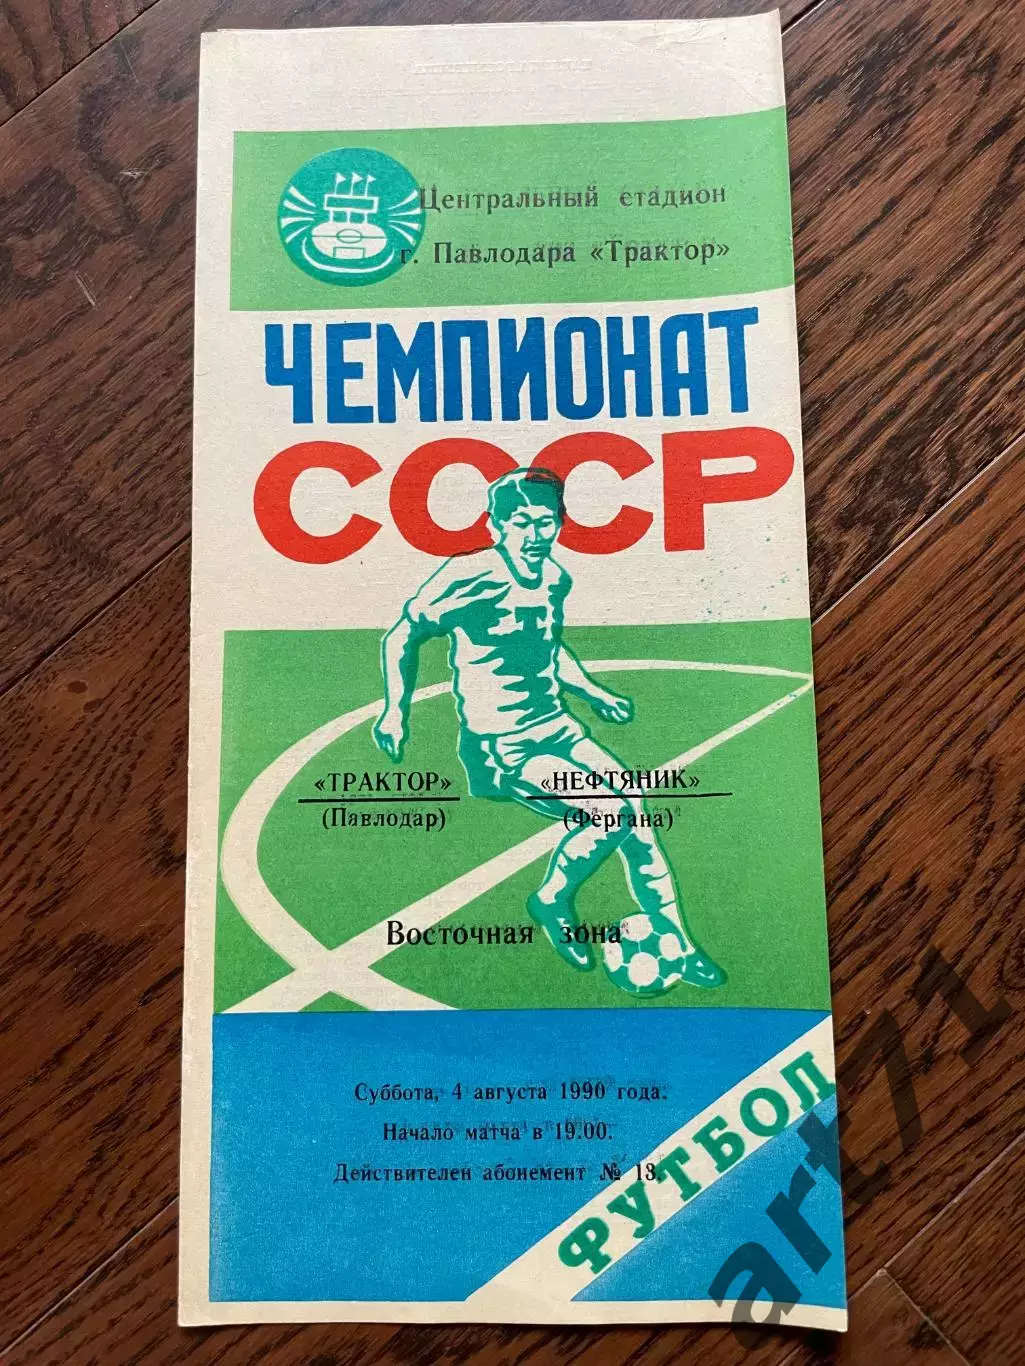 Центральный стадион
г. Павлодара «Трактор»
ЧЕМПИОНАТ
СССР
Т
«ТРАКТОР» «НЕФТЯНИК»
(Павлодар) (Фергана)
Восточная зона
Суббота, 4 августа 1990 года.
Начало матча в 19.00.
Действителен абонемент № 13.
ФУТБОЛ
art71